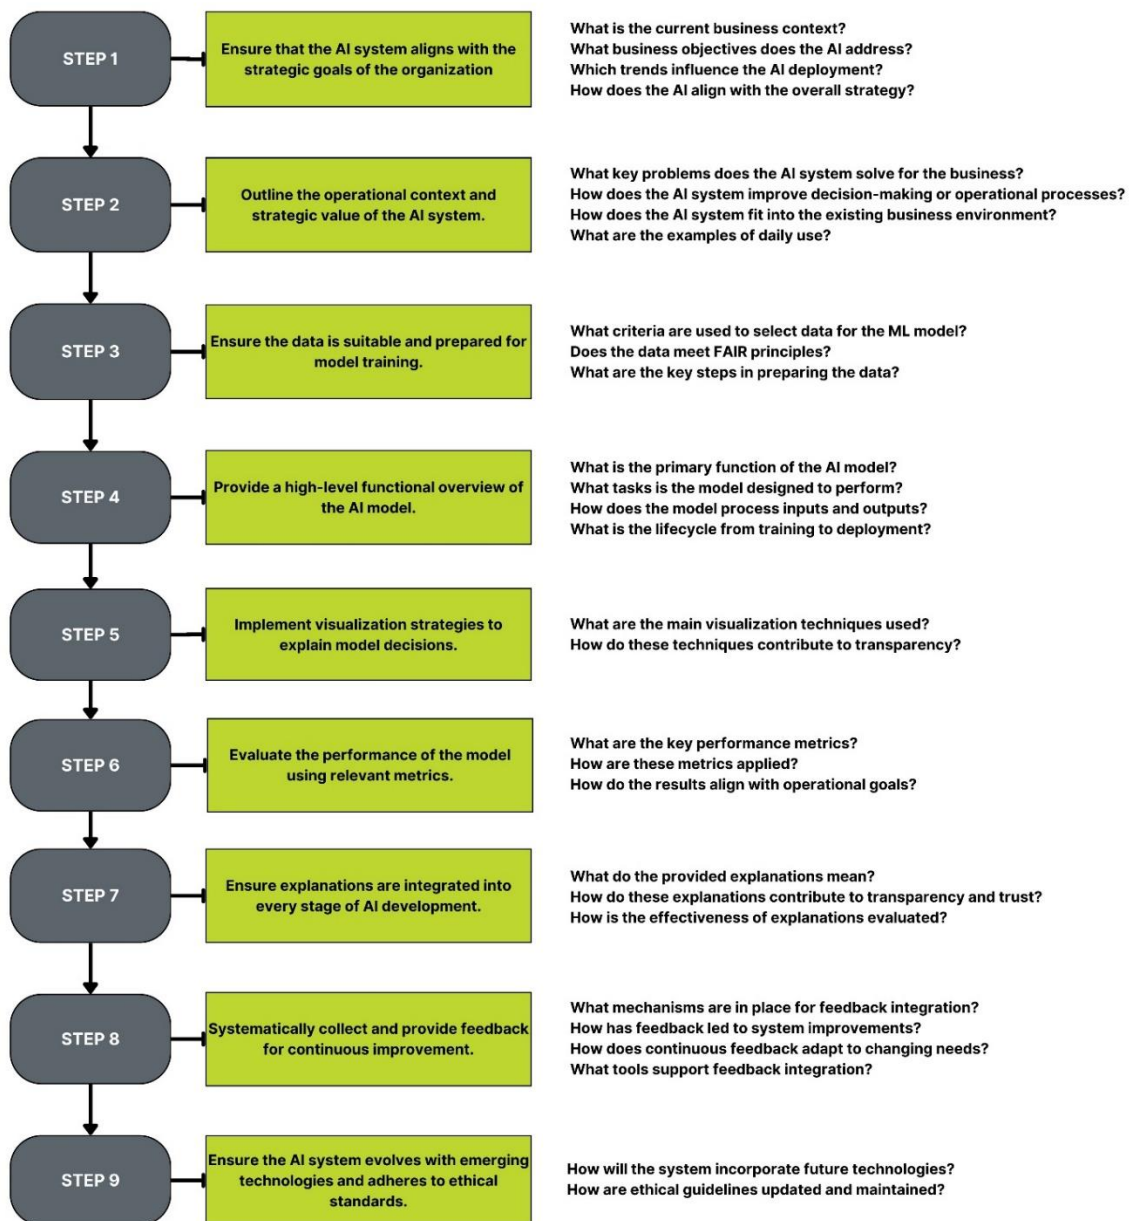 STEP 1
Ensure that the AI system aligns with the
strategic goals of the organization
What is the current business context?
What business objectives does the AI address?
Which trends influence the AI deployment?
How does the AI align with the overall strategy?
STEP 2
Outline the operational context and
strategic value of the AI system.
What key problems does the AI system solve for the business?
How does the AI system improve decision-making or operational processes?
How does the AI system fit into the existing business environment?
What are the examples of daily use?
STEP 3
Ensure the data is suitable and prepared for
model training.
What criteria are used to select data for the ML model?
Does the data meet FAIR principles?
What are the key steps in preparing the data?
STEP 4
Provide a high-level functional overview of
the AI model.
What is the primary function of the AI model?
What tasks is the model designed to perform?
How does the model process inputs and outputs?
What is the lifecycle from training to deployment?
STEP 5
Implement visualization strategies to
explain model decisions.
What are the main visualization techniques used?
How do these techniques contribute to transparency?
STEP 6
Evaluate the performance of the model
using relevant metrics.
What are the key performance metrics?
How are these metrics applied?
How do the results align with operational goals?
STEP 7
Ensure explanations are integrated into
every stage of AI development.
What do the provided explanations mean?
How do these explanations contribute to transparency and trust?
How is the effectiveness of explanations evaluated?
STEP 8
Systematically collect and provide feedback
for continuous improvement.
What mechanisms are in place for feedback integration?
How has feedback led to system improvements?
How does continuous feedback adapt to changing needs?
What tools support feedback integration?
STEP 9
Ensure the AI system evolves with emerging
technologies and adheres to ethical
standards.
How will the system incorporate future technologies?
How are ethical guidelines updated and maintained?